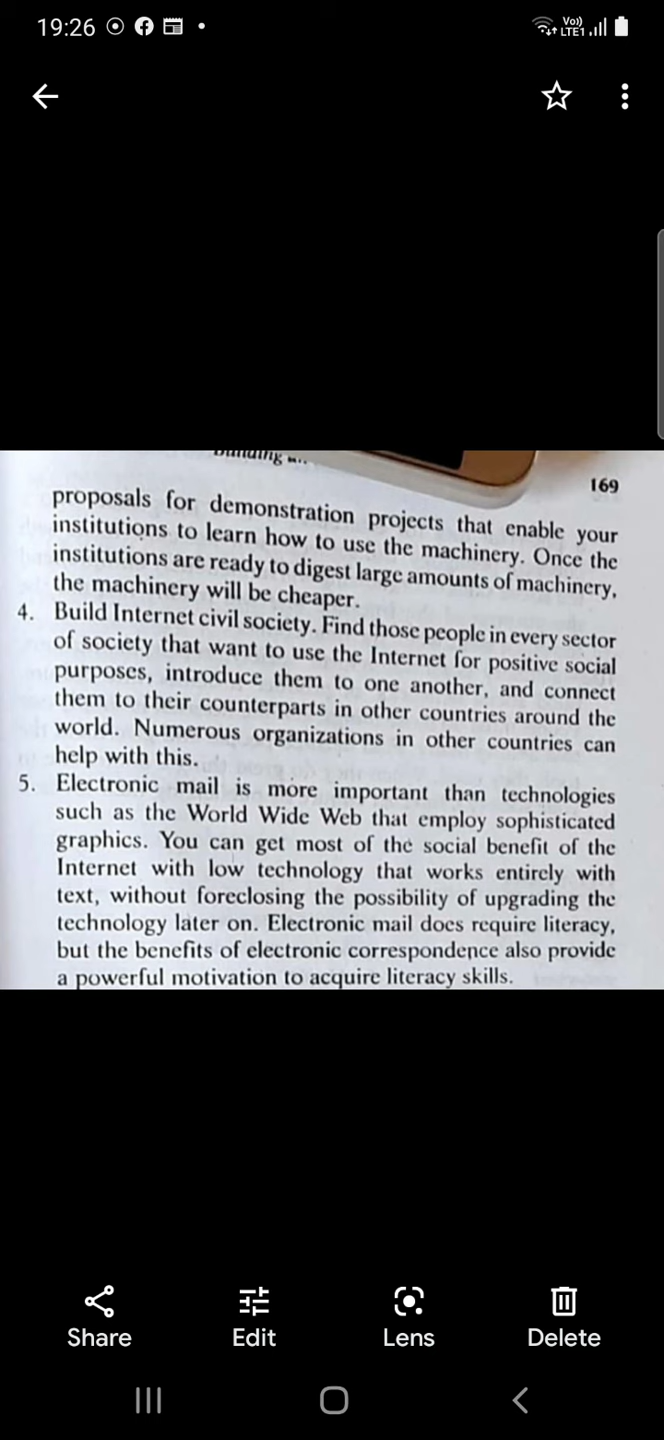 19:26
Vo))
LTE1
Building
169
proposals for demonstration projects that enable your
institutions to learn how to use the machinery. Once the
institutions are ready to digest large amounts of machinery,
the machinery will be cheaper.
4. Build Internet civil society. Find those people in every sector
of society that want to use the Internet for positive social
purposes, introduce them to one another, and connect
them to their counterparts in other countries around the
world. Numerous organizations in other countries can
help with this.
5. Electronic mail is more important than technologies
such as the World Wide Web that employ sophisticated
graphics. You can get most of the social benefit of the
Internet with low technology that works entirely with
text, without foreclosing the possibility of upgrading the
technology later on. Electronic mail does require literacy,
but the benefits of electronic correspondence also provide
a powerful motivation to acquire literacy skills.
Share Edit Lens Delete